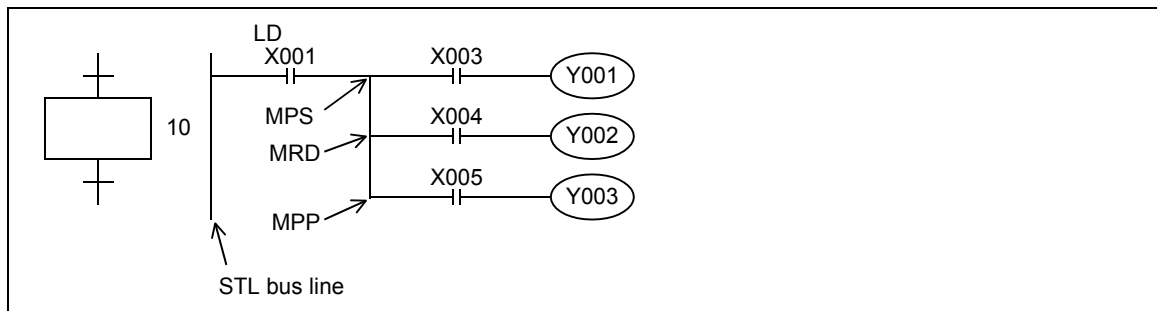 LD
X001 X003 Y001
MPS
X004
10
Y002
MRD
X005
Y003
MPP
STL bus line